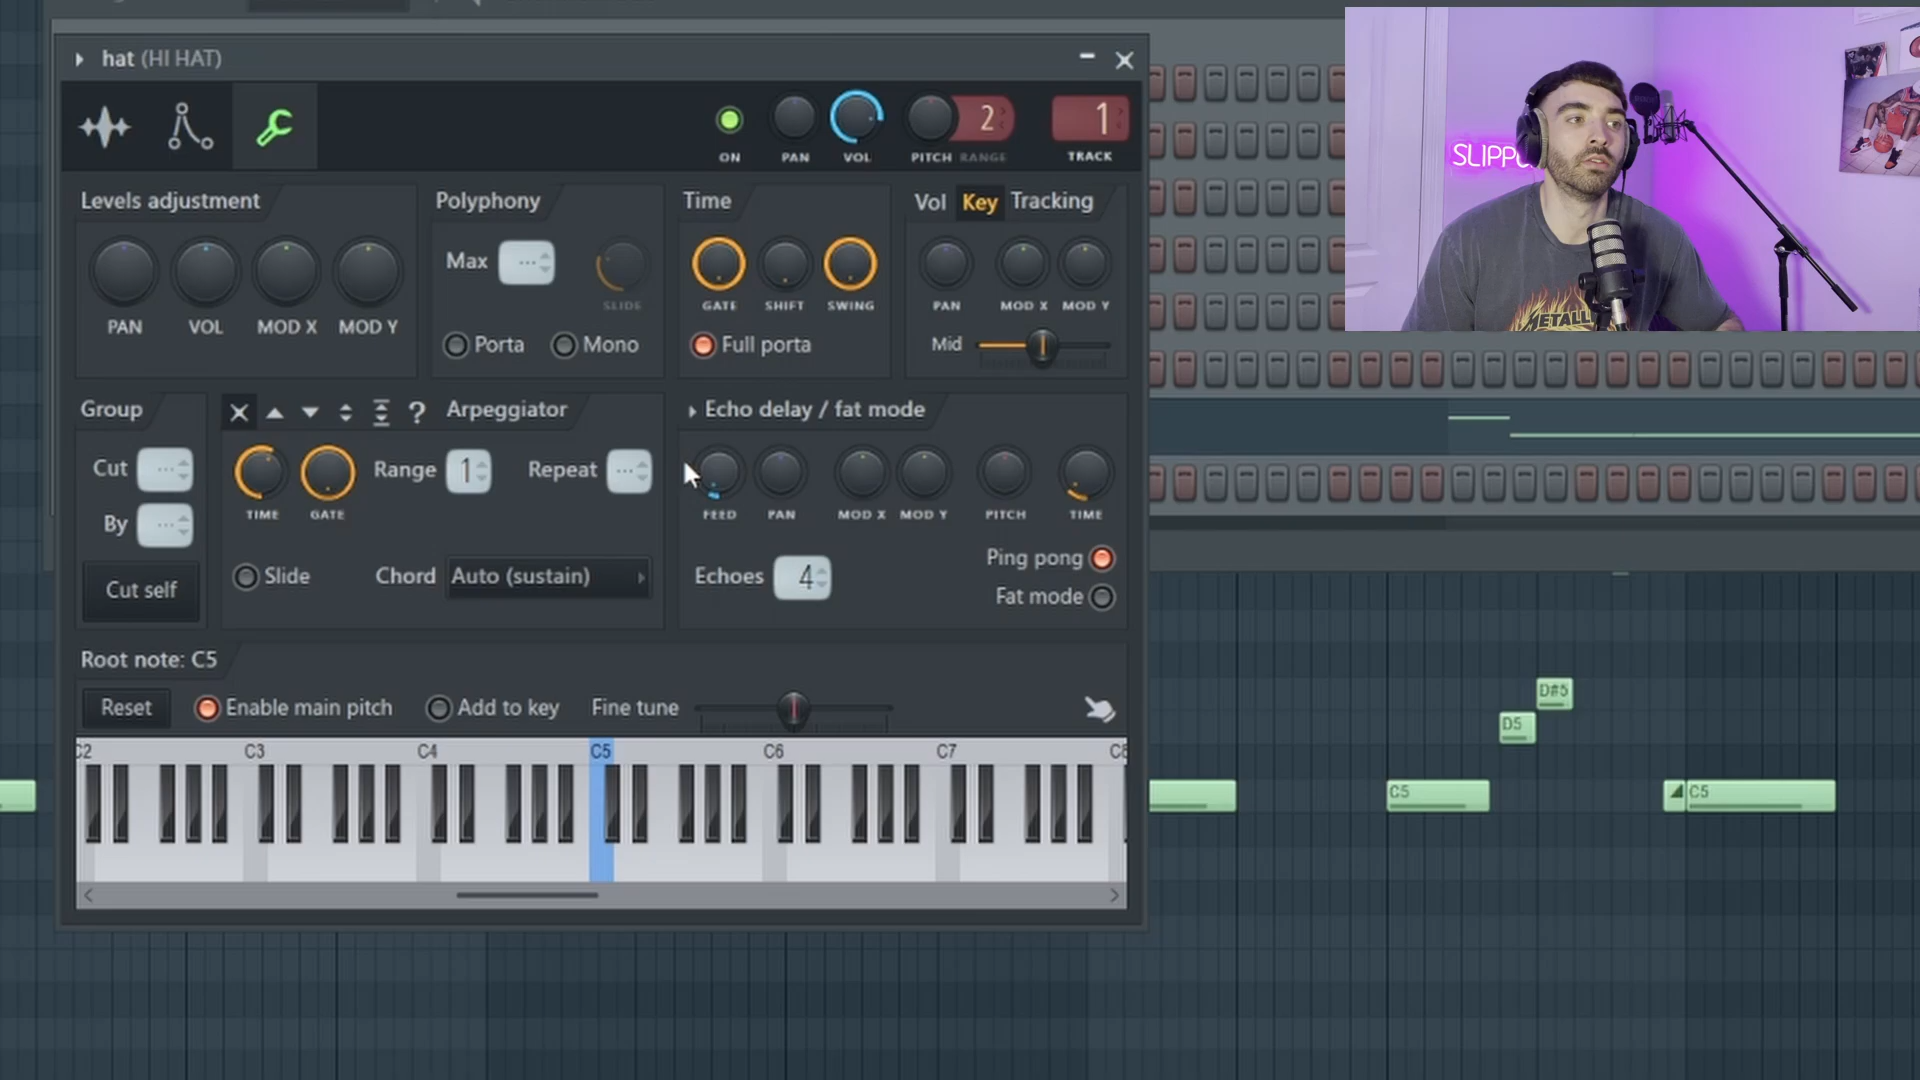 hat (HI HAT)
ON PAN VOL PITCH RANGE TRACK
2 1
Levels adjustment
PAN VOL MOD X MOD Y
Polyphony
Max ---
SLIDE
Porta Mono
Time
GATE SHIFT SWING
Full porta
Vol Key Tracking
PAN MOD X MOD Y
Mid
Group
Cut ---
By ---
Cut self
? Arpeggiator
TIME GATE Range 1 Repeat ---
Slide Chord Auto (sustain)
Echo delay / fat mode
FEED PAN MOD X MOD Y PITCH TIME
Echoes 4
Ping pong
Fat mode
Root note: C5
Reset Enable main pitch Add to key Fine tune
C2 C3 C4 C5 C6 C7 C8
SLIPPO
METALL
D#5
D5
C5
C5